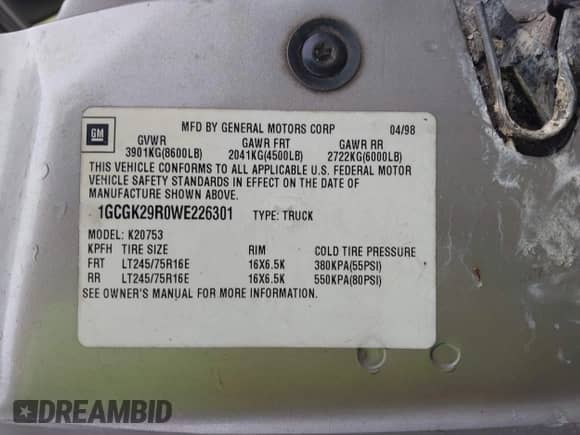 MFD BY GENERAL MOTORS CORP 04/98
GM
GVWR GAWR FRT GAWR RR
3901KG(8600LB) 2041KG(4500LB) 2722KG(6000LB)
THIS VEHICLE CONFORMS TO ALL APPLICABLE U.S. FEDERAL MOTOR
VEHICLE SAFETY STANDARDS IN EFFECT ON THE DATE OF
MANUFACTURE SHOWN ABOVE.
1GCGK29R0WE226301 TYPE: TRUCK
MODEL: K20753
KPFH TIRE SIZE RIM COLD TIRE PRESSURE
FRT LT245/75R16E 16X6.5K 380KPA(55PSI)
RR LT245/75R16E 16X6.5K 550KPA(80PSI)
SEE OWNER'S MANUAL FOR MORE INFORMATION.
DREAMBID